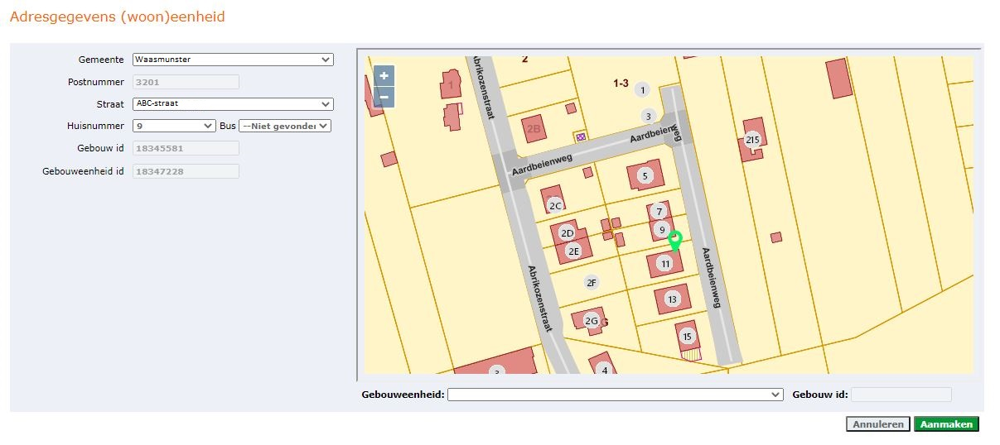 Adresgegevens (woon)eenheid
Gemeente Waasmunster
Postnummer 3201
Straat ABC-straat
Huisnummer 9 Bus --Niet gevonden
Gebouw id 18345581
Gebouweenheid id 18347228
+
−
2
1-3
1
1
3
Abrikozenstraat
2B
Aardbeienweg
Aardbeienweg
215
5
2C
7
9
2D
2E
11
2F
Abrikozenstraat
Aardbeienweg
13
2G
15
3
4
Gebouweenheid: Gebouw id:
Annuleren Aanmaken